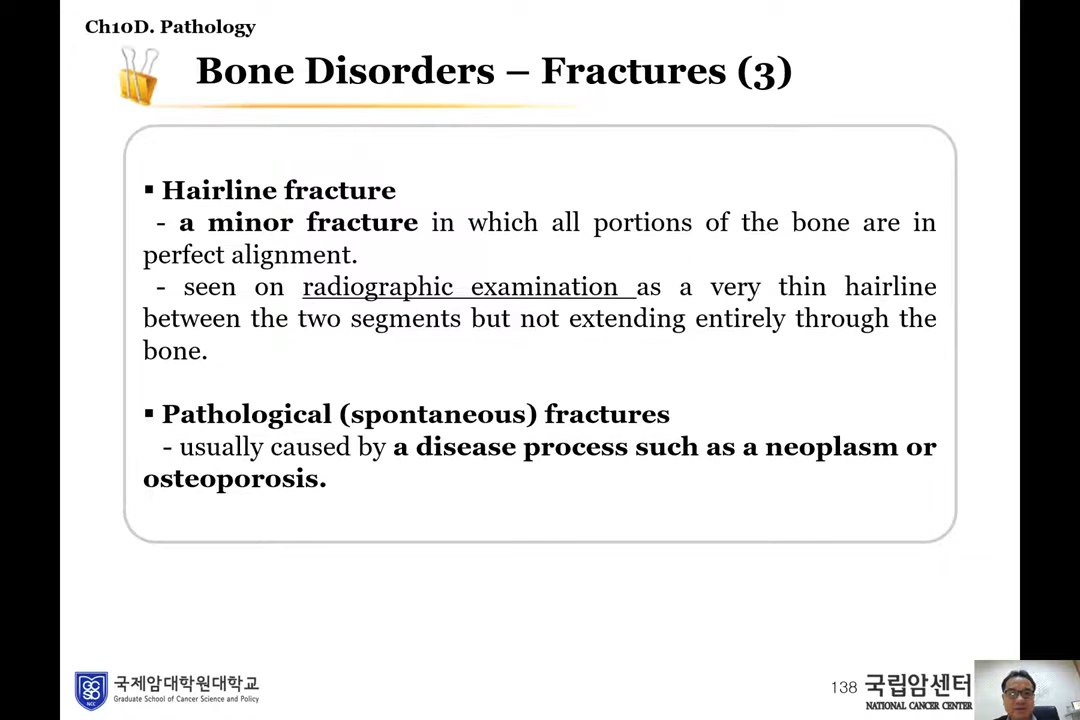 Ch10D. Pathology
Bone Disorders – Fractures (3)
▪ Hairline fracture
- a minor fracture in which all portions of the bone are in
perfect alignment.
- seen on radiographic examination as a very thin hairline
between the two segments but not extending entirely through the
bone.
▪ Pathological (spontaneous) fractures
- usually caused by a disease process such as a neoplasm or
osteoporosis.
국제암대학원대학교
Graduate School of Cancer Science and Policy
NCC
138
국립암센터
NATIONAL CANCER CENTER